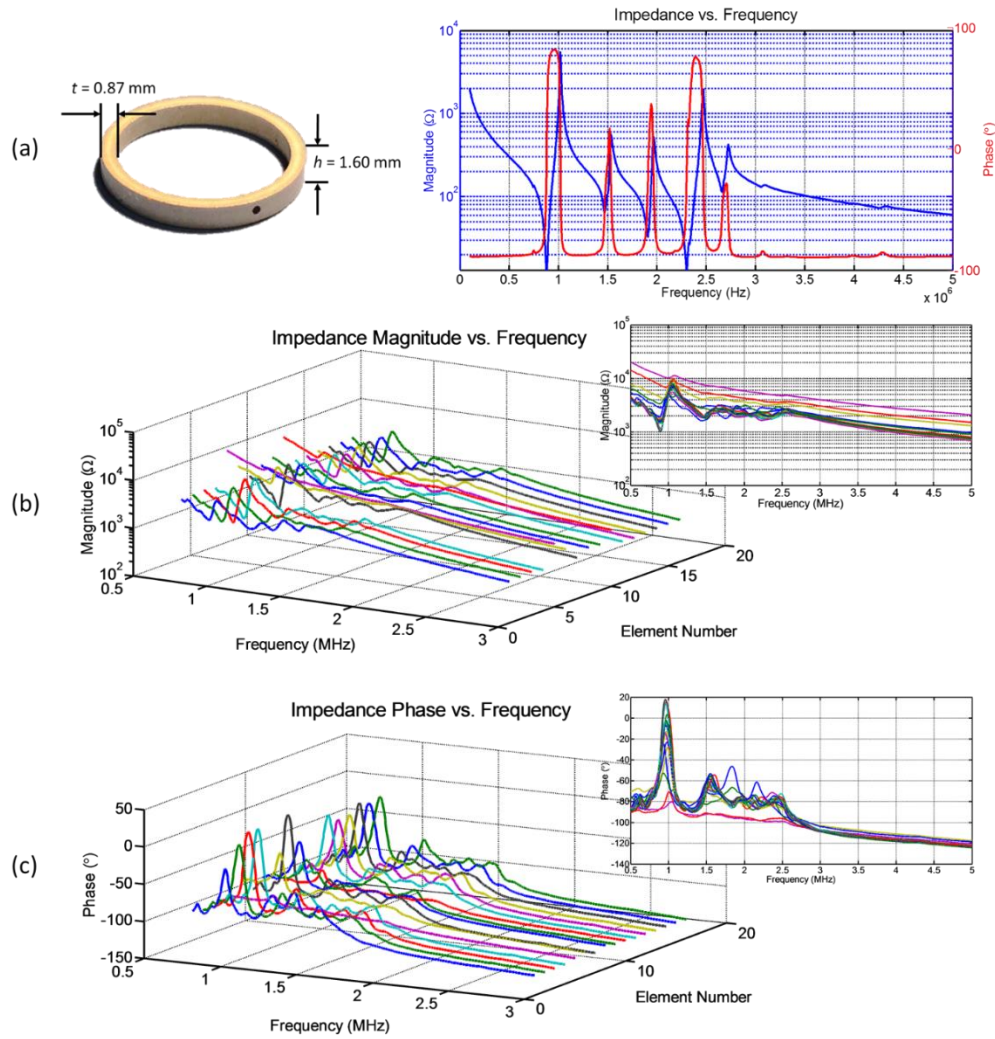 (a)
t = 0.87 mm
h = 1.60 mm
Impedance vs. Frequency
Magnitude (Ω)
10^4
10^3
10^2
Phase (°)
100
0
-100
0 0.5 1 1.5 2 2.5 3 3.5 4 4.5 5
Frequency (Hz)
x 10^6
(b)
Impedance Magnitude vs. Frequency
Magnitude (Ω)
10^5
10^4
10^3
10^2
0.5 1 1.5 2 2.5 3
Frequency (MHz)
0 5 10 15 20
Element Number
Magnitude (Ω)
10^5
10^4
10^3
10^2
0.5 1 1.5 2 2.5 3 3.5 4 4.5 5
Frequency (MHz)
(c)
Impedance Phase vs. Frequency
Phase (°)
50
0
-50
-100
-150
0.5 1 1.5 2 2.5 3
Frequency (MHz)
0 10 20
Element Number
Phase (°)
20
0
-20
-40
-60
-80
-100
-120
-140
0.5 1 1.5 2 2.5 3 3.5 4 4.5 5
Frequency (MHz)